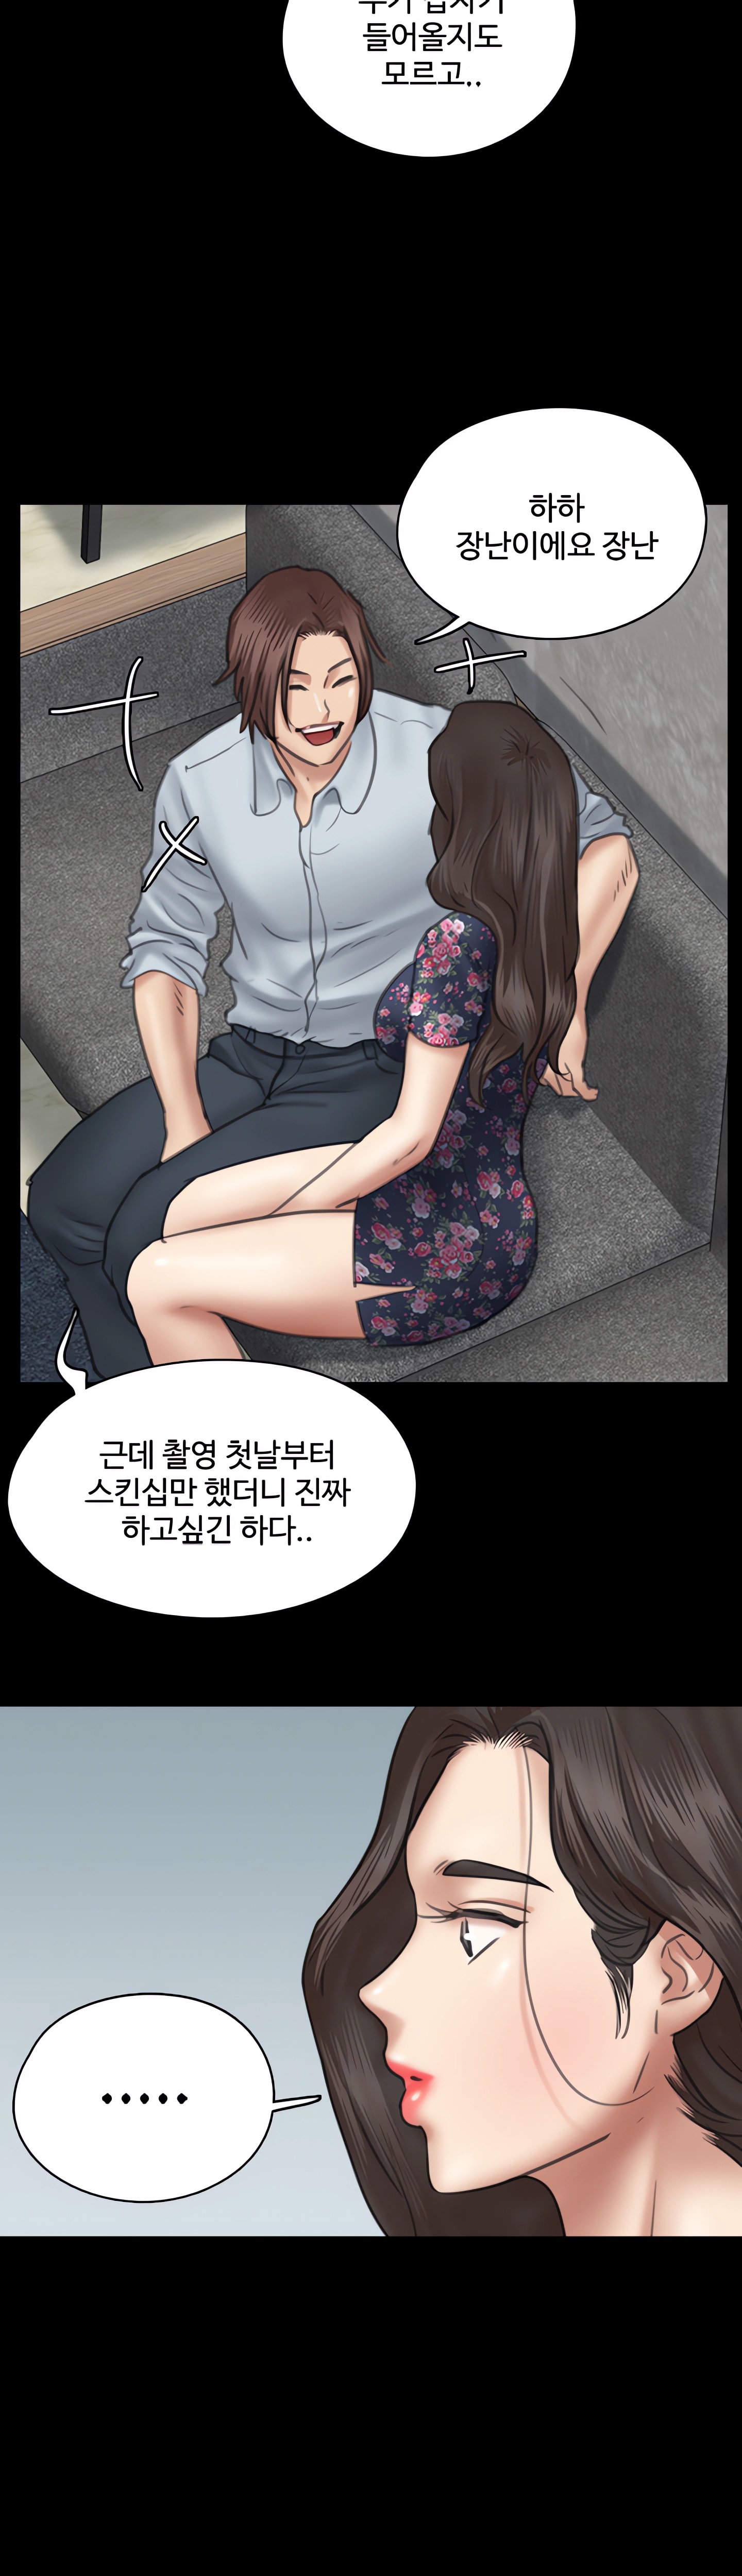 들어올지도
모르고..
하하
장난이에요 장난
근데 촬영 첫날부터
스킨십만 했더니 진짜
하고싶긴 하다..
•••••